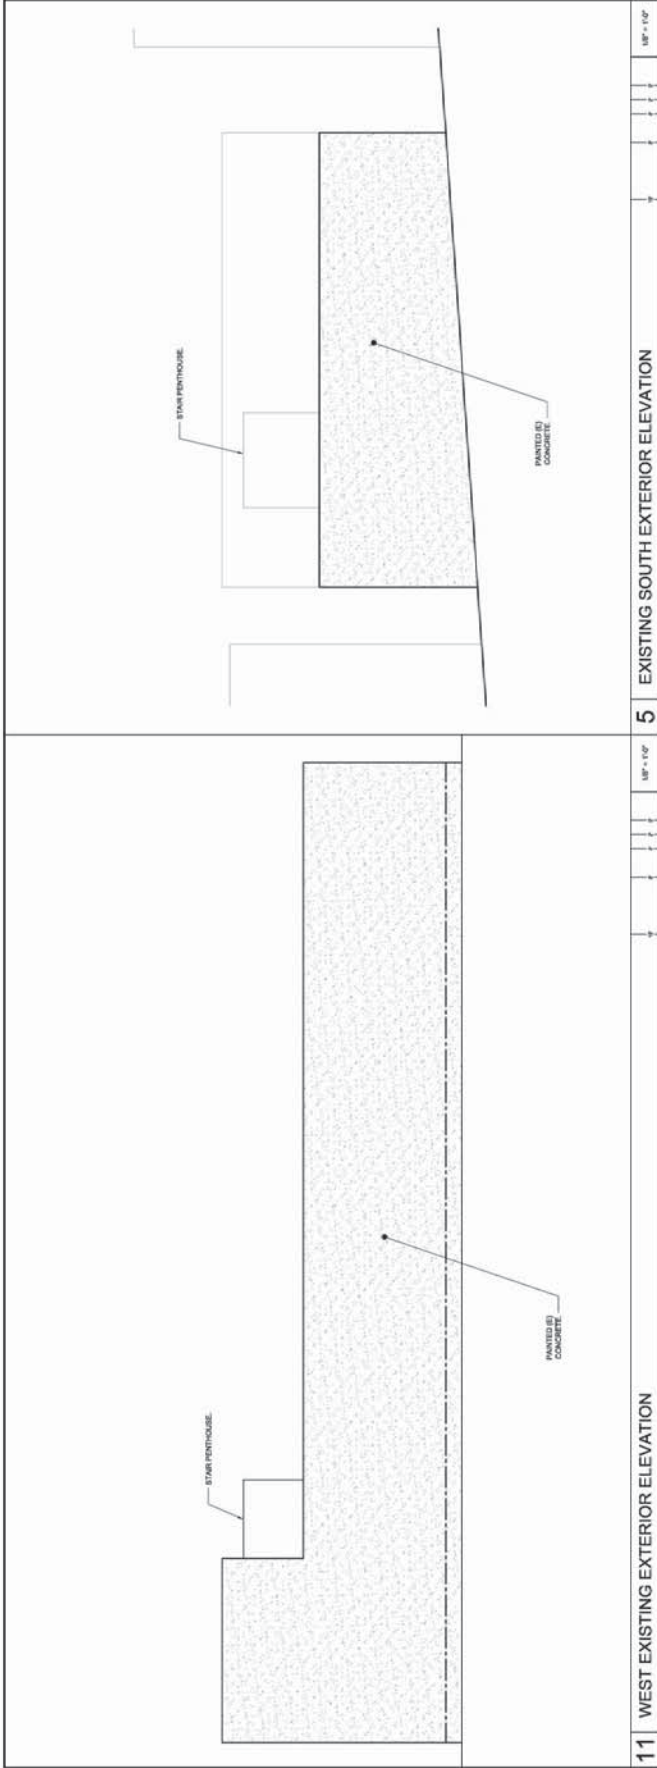 STAIR PENTHOUSE.
PAINTED (E)
CONCRETE.
11 WEST EXISTING EXTERIOR ELEVATION
1/8" = 1'-0"
STAIR PENTHOUSE.
PAINTED (E)
CONCRETE.
5 EXISTING SOUTH EXTERIOR ELEVATION
1/8" = 1'-0"